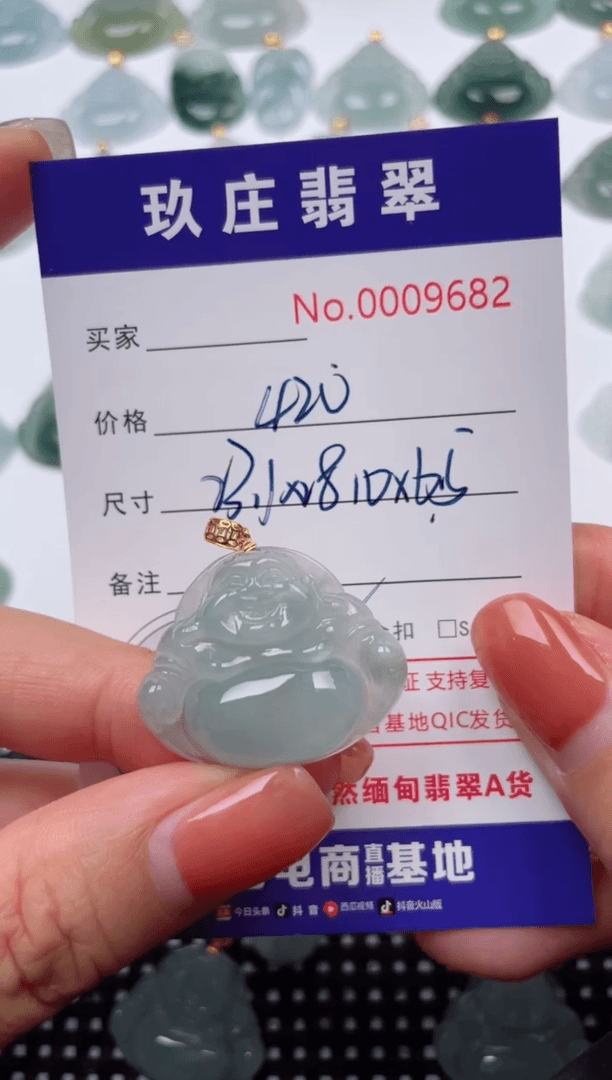 玖庄翡翠
No.0009682
买家
价格 420
尺寸
备注
扣 □S
证 支持复
基地QIC发货
然缅甸翡翠A货
电商直播基地
今日头条 抖音 西瓜视频 抖音火山版